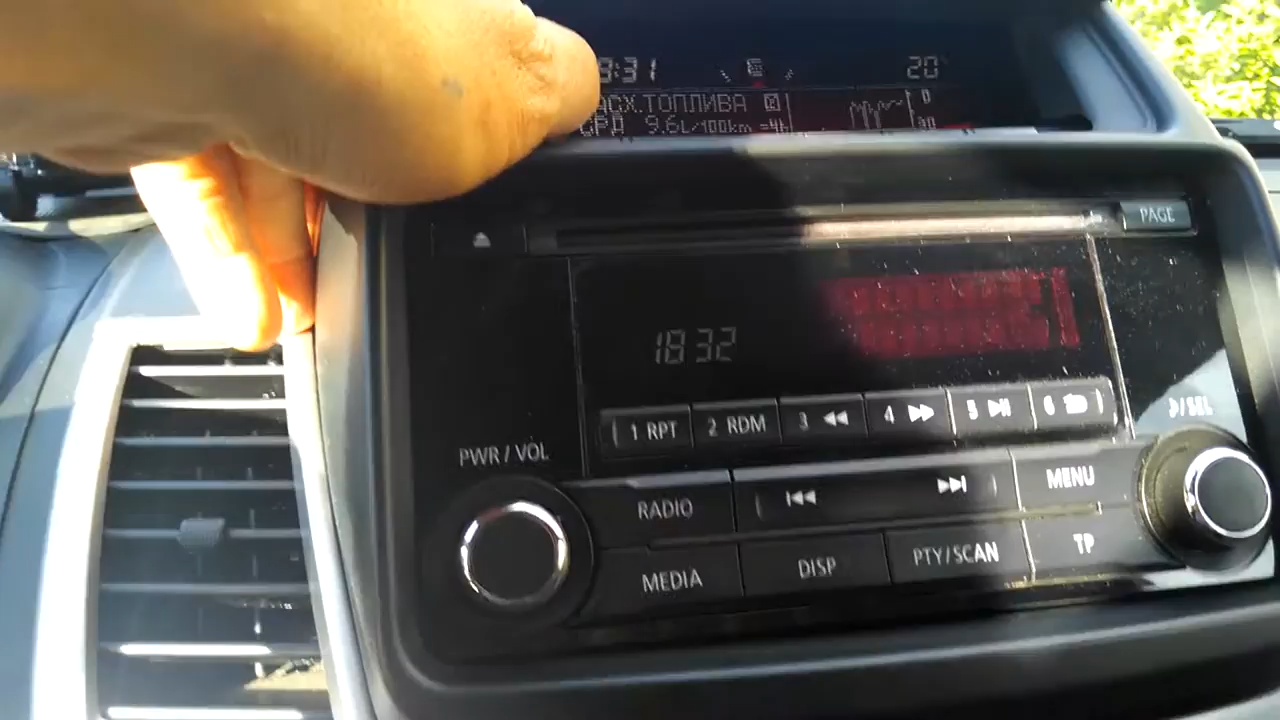 8:31 20°
АСХ.ТОПЛИВА
СРД 9.6L/100km
PAGE
18 32
1 RPT 2 RDM 3 4 5 6
♪/SEL
PWR / VOL
RADIO MENU
MEDIA DISP PTY/SCAN TP